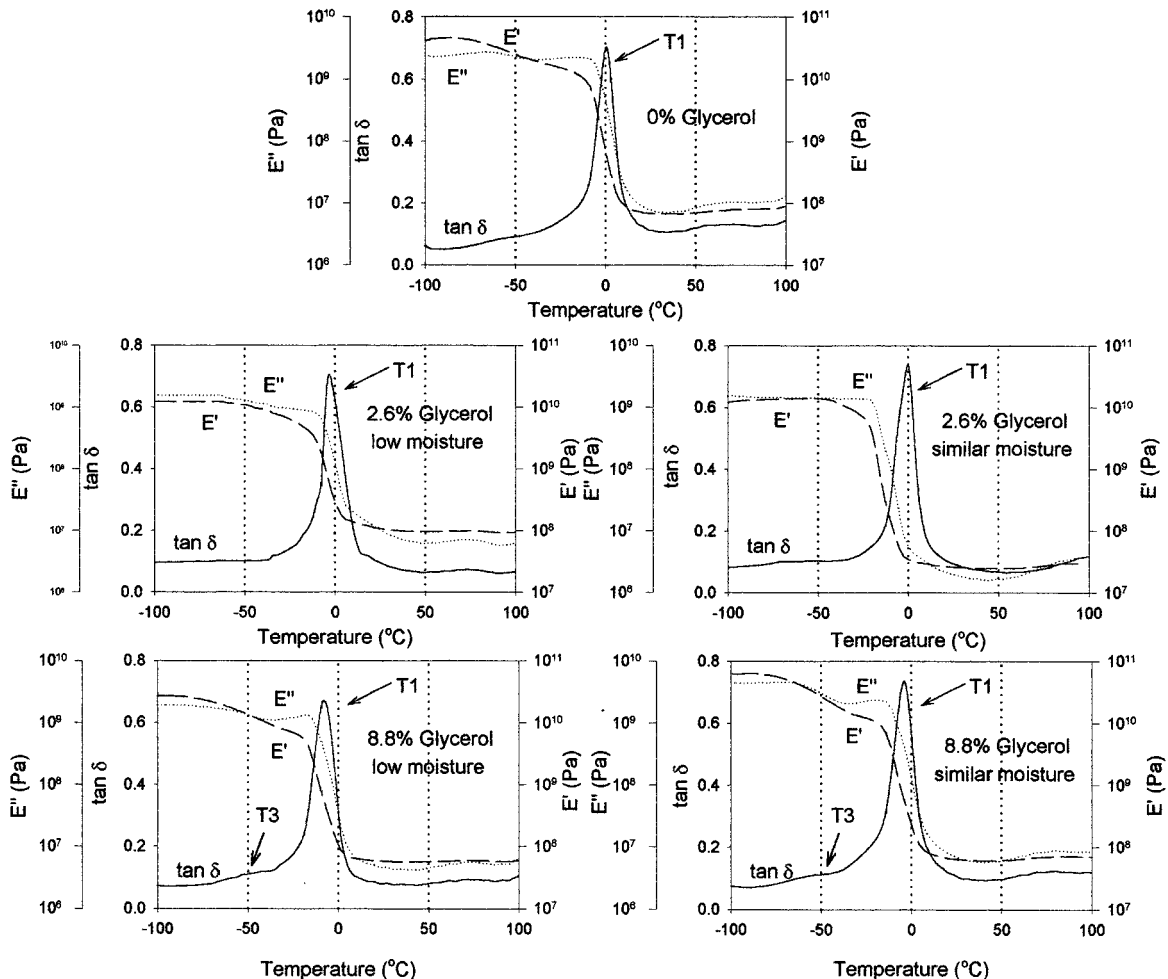 10¹⁰ 0.8 10¹¹
E' T1
10⁹ E" 0.6 10¹⁰
E" (Pa) tan δ 0% Glycerol E' (Pa)
10⁸ 0.4 10⁹
10⁷ 0.2 10⁸
tan δ
10⁶ 0.0 10⁷
-100 -50 0 50 100
Temperature (°C)
10¹⁰ 0.8 10¹¹
T1
E"
10⁹ 0.6 10¹⁰
E' 2.6% Glycerol
low moisture
E" (Pa) tan δ E' (Pa)
10⁸ 0.4 10⁹
10⁷ 0.2 10⁸
tan δ
10⁶ 0.0 10⁷
-100 -50 0 50 100
Temperature (°C)
10¹⁰ 0.8 10¹¹
T1
E"
10⁹ 0.6 10¹⁰
E' 2.6% Glycerol
similar moisture
E" (Pa) tan δ E' (Pa)
10⁸ 0.4 10⁹
10⁷ 0.2 10⁸
tan δ
10⁶ 0.0 10⁷
-100 -50 0 50 100
Temperature (°C)
10¹⁰ 0.8 10¹¹
T1
E"
10⁹ 0.6 10¹⁰
E' 8.8% Glycerol
low moisture
E" (Pa) tan δ E' (Pa)
10⁸ 0.4 10⁹
T3
10⁷ 0.2 10⁸
tan δ
10⁶ 0.0 10⁷
-100 -50 0 50 100
Temperature (°C)
10¹⁰ 0.8 10¹¹
T1
E"
10⁹ 0.6 10¹⁰
E' 8.8% Glycerol
similar moisture
E" (Pa) tan δ E' (Pa)
10⁸ 0.4 10⁹
T3
10⁷ 0.2 10⁸
tan δ
10⁶ 0.0 10⁷
-100 -50 0 50 100
Temperature (°C)